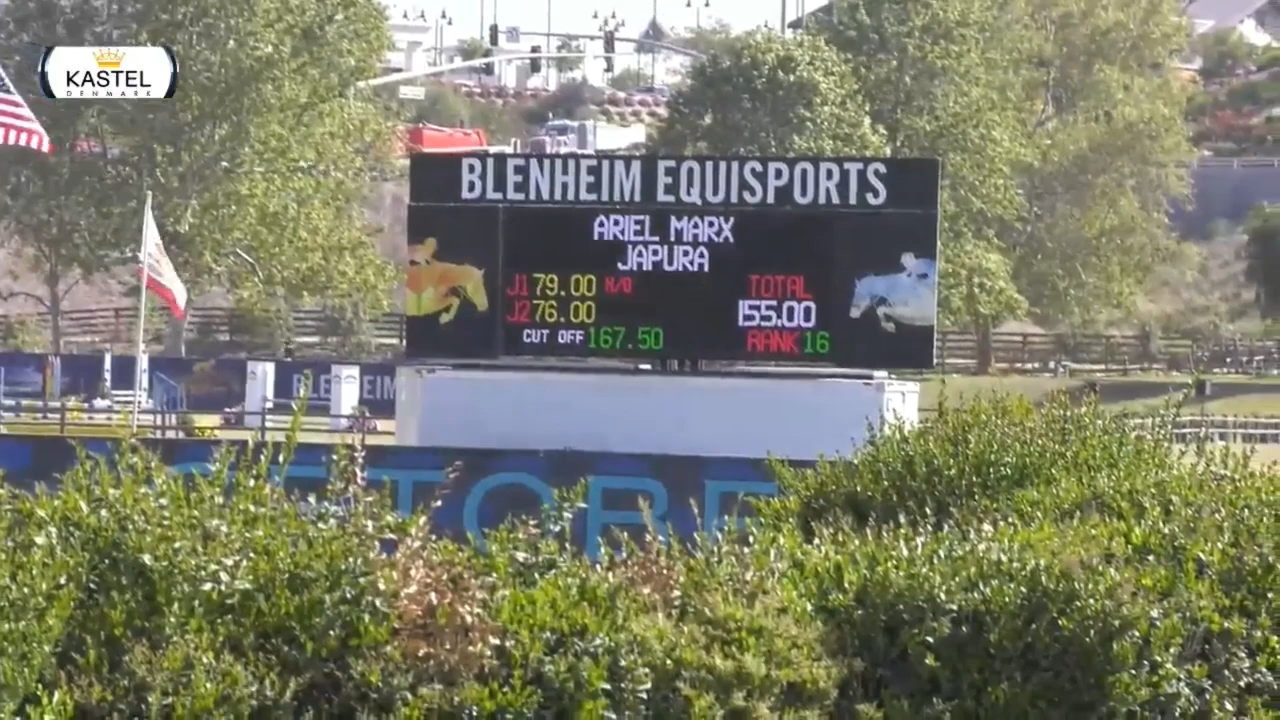 KASTEL
DENMARK
BLENHEIM EQUISPORTS
ARIEL MARX
JAPURA
J1 79.00 H/O TOTAL
J2 76.00 155.00
CUT OFF 167.50 RANK 16
BLENHEIM